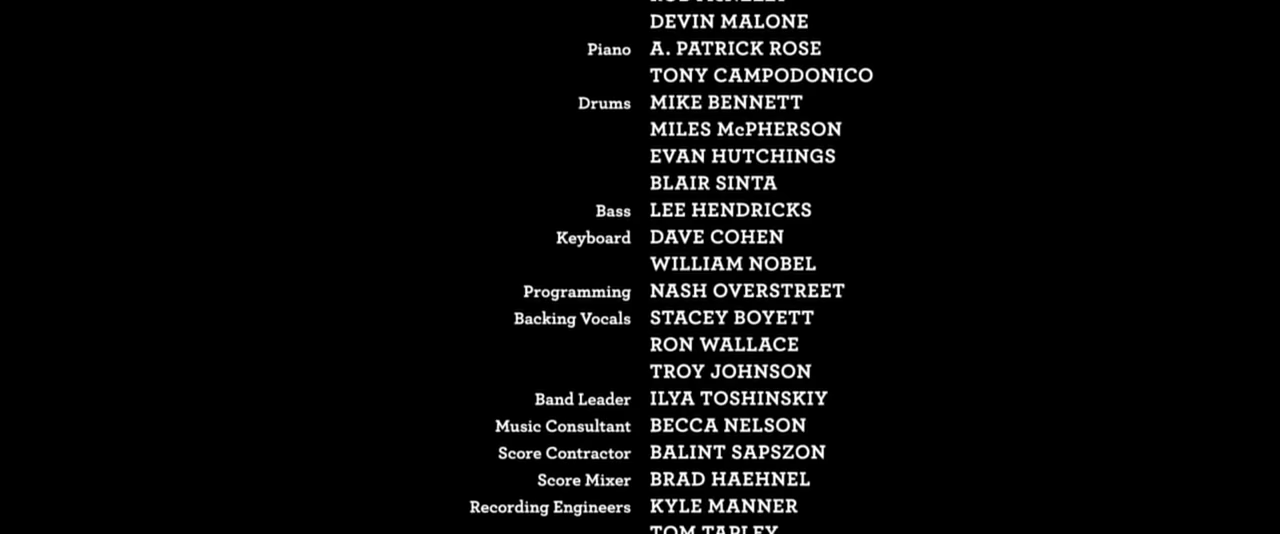 DEVIN MALONE
Piano A. PATRICK ROSE
TONY CAMPODONICO
Drums MIKE BENNETT
MILES McPHERSON
EVAN HUTCHINGS
BLAIR SINTA
Bass LEE HENDRICKS
Keyboard DAVE COHEN
WILLIAM NOBEL
Programming NASH OVERSTREET
Backing Vocals STACEY BOYETT
RON WALLACE
TROY JOHNSON
Band Leader ILYA TOSHINSKIY
Music Consultant BECCA NELSON
Score Contractor BALINT SAPSZON
Score Mixer BRAD HAEHNEL
Recording Engineers KYLE MANNER
TOM TAPLEY